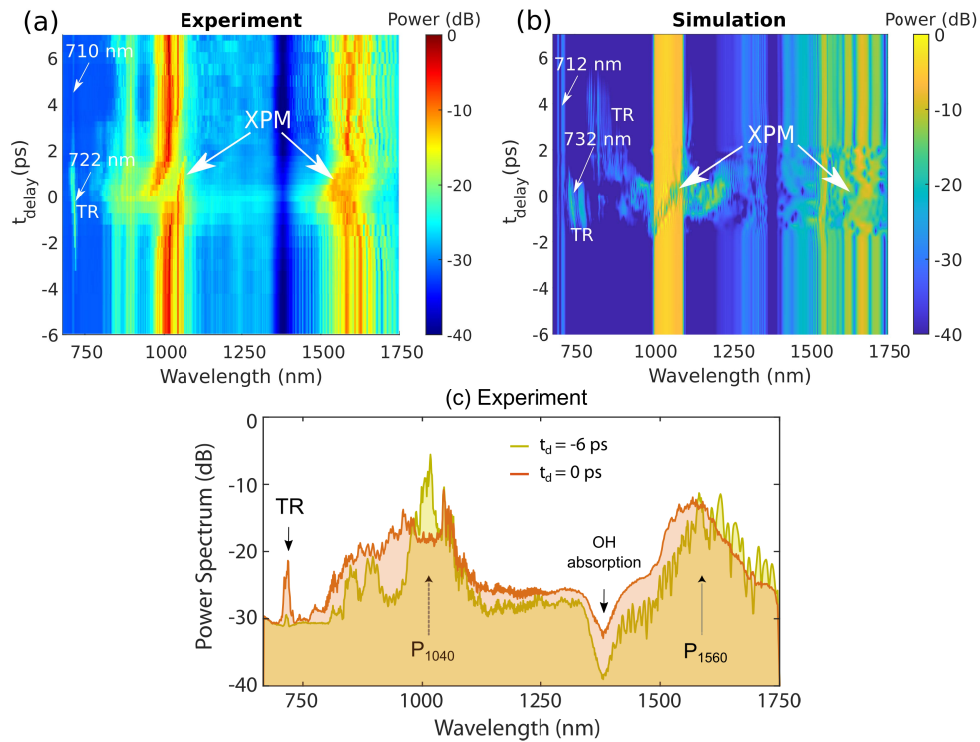 (a) Experiment Power (dB)
6
4
2
0
-2
-4
-6
t_delay (ps)
710 nm
722 nm
TR
XPM
0
-10
-20
-30
-40
750 1000 1250 1500 1750
Wavelength (nm)
(b) Simulation Power (dB)
6
4
2
0
-2
-4
-6
t_delay (ps)
712 nm
TR
732 nm
TR
XPM
0
-10
-20
-30
-40
750 1000 1250 1500 1750
Wavelength (nm)
(c) Experiment
0
-10
-20
-30
-40
Power Spectrum (dB)
t_d = -6 ps
t_d = 0 ps
TR
OH
absorption
P_1040
P_1560
750 1000 1250 1500 1750
Wavelength (nm)